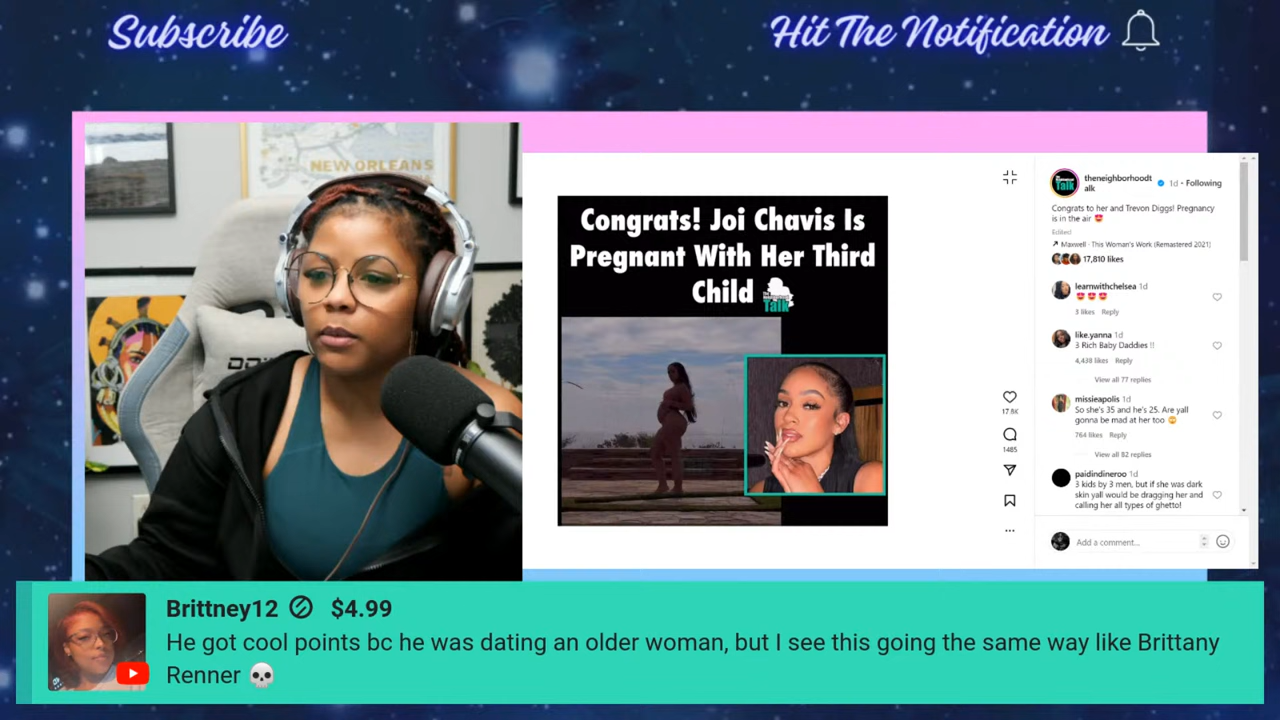 Subscribe
Hit The Notification
NEW ORLEANS
Congrats! Joi Chavis Is
Pregnant With Her Third
Child
Talk
theneighborhoodt
alk
1d · Following
Congrats to her and Trevon Diggs! Pregnancy
is in the air 😍
Edited
Maxwell · This Woman's Work (Remastered 2021)
17,810 likes
learnwithchelsea 1d
😍 😍 😍
3 likes Reply
like.yanna 1d
3 Rich Baby Daddies !!
4,438 likes Reply
View all 77 replies
missieapolis 1d
So she's 35 and he's 25. Are yall
gonna be mad at her too 🙄
764 likes Reply
View all 82 replies
paidindineroo 1d
3 kids by 3 men, but if she was dark
skin yall would be dragging her and
calling her all types of ghetto!
Add a comment...
17.8K
1485
Brittney12 $4.99
He got cool points bc he was dating an older woman, but I see this going the same way like Brittany
Renner 💀